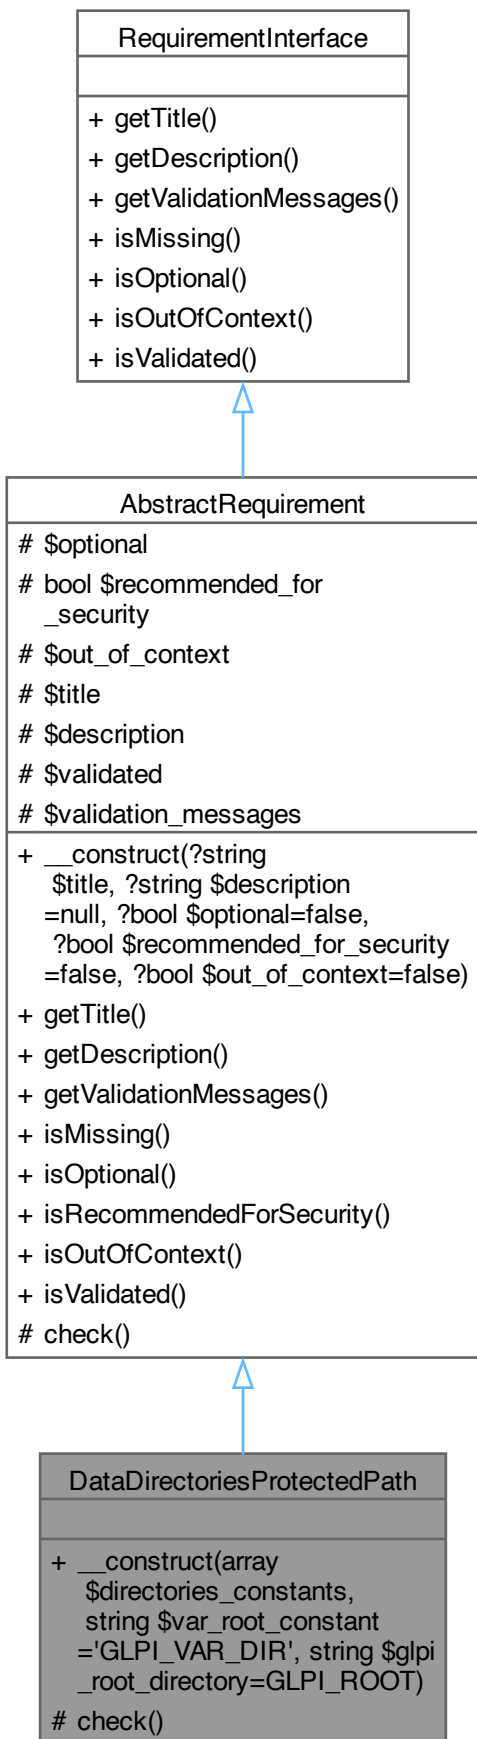 RequirementInterface
+ getTitle()
+ getDescription()
+ getValidationMessages()
+ isMissing()
+ isOptional()
+ isOutOfContext()
+ isValidated()
AbstractRequirement
# $optional
# bool $recommended_for
_security
# $out_of_context
# $title
# $description
# $validated
# $validation_messages
+ __construct(?string
$title, ?string $description
=null, ?bool $optional=false,
?bool $recommended_for_security
=false, ?bool $out_of_context=false)
+ getTitle()
+ getDescription()
+ getValidationMessages()
+ isMissing()
+ isOptional()
+ isRecommendedForSecurity()
+ isOutOfContext()
+ isValidated()
# check()
DataDirectoriesProtectedPath
+ __construct(array
$directories_constants,
string $var_root_constant
='GLPI_VAR_DIR', string $glpi
_root_directory=GLPI_ROOT)
# check()